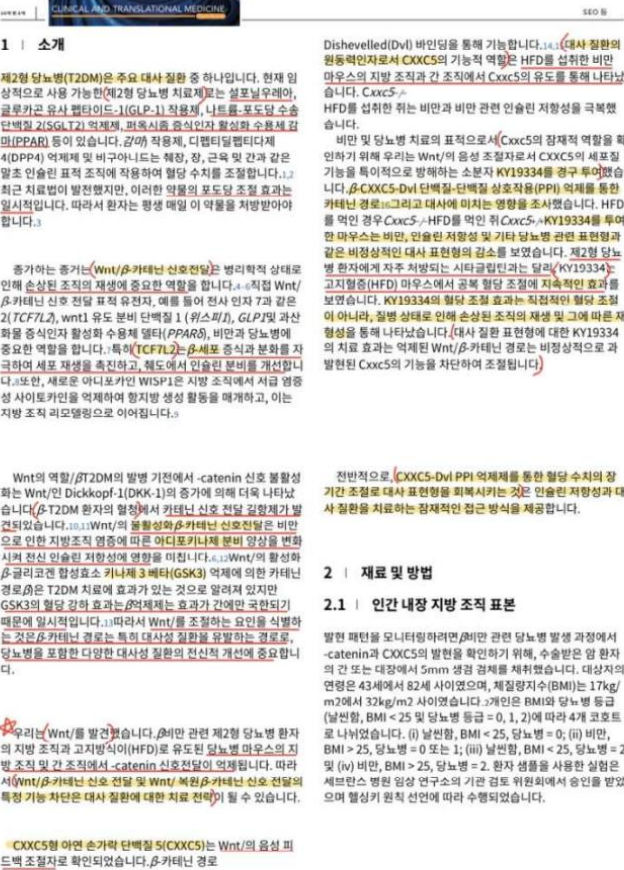 CLINICAL AND TRANSLATIONAL MEDICINE
SEO 등
1 | 소개
제2형 당뇨병(T2DM)은 주요 대사 질환 중 하나입니다. 현재 임
상적으로 사용 가능한 제2형 당뇨병 치료제로는 설포닐우레아,
글루카곤 유사 펩타이드-1(GLP-1) 작용제, 나트륨-포도당 수송
단백질 2(SGLT2) 억제제, 퍼옥시좀 증식인자 활성화 수용체 감
마(PPAR) 등이 있습니다. 감마) 작용제, 디펩티딜펩티다제
4(DPP4) 억제제 및 비구아니드는 췌장, 장, 근육 및 간과 같은
말초 인슐린 표적 조직에 작용하여 혈당 수치를 조절합니다.1,2
최근 치료법이 발전했지만, 이러한 약물의 포도당 조절 효과는
일시적입니다. 따라서 환자는 평생 매일 이 약물을 처방받아야
합니다.3
증가하는 증거는 Wnt/β-카테닌 신호전달은 병리학적 상태로
인해 손상된 조직의 재생에 중요한 역할을 합니다.4-6직접 Wnt/
β-카테닌 신호 전달 표적 유전자, 예를 들어 전사 인자 7과 같은
2(TCF7L2), wnt1 유도 분비 단백질 1 (위스피1), GLP1및 과산
화물 증식인자 활성화 수용체 델타(PPARδ), 비만과 당뇨병에
중요한 역할을 합니다.7특히 TCF7L2는 β-세포 증식과 분화를 자
극하여 세포 재생을 촉진하고, 췌도에서 인슐린 분비를 개선합니
다.8또한, 새로운 아디포카인 WISP1은 지방 조직에서 저급 염증
성 사이토카인을 억제하여 항지방 생성 활동을 매개하고, 이는
지방 조직 리모델링으로 이어집니다.9
Wnt의 역할/βT2DM의 발병 기전에서 -catenin 신호 불활성
화는 Wnt/인 Dickkopf-1(DKK-1)의 증가에 의해 더욱 나타났
습니다(β-T2DM 환자의 혈청에서 카테닌 신호 전달 길항제가 발
견되었습니다.10,11Wnt/의 불활성화β-카테닌 신호전달은 비만
으로 인한 지방조직 염증에 따른 아디포키나제 분비 양상을 변화
시켜 전신 인슐린 저항성에 영향을 미칩니다.6,12Wnt/의 활성화
β-글리코겐 합성효소 키나제 3 베타(GSK3) 억제에 의한 카테닌
경로β)은 T2DM 치료에 효과가 있는 것으로 알려져 있지만
GSK3의 혈당 강하 효과는β억제제는 효과가 간에만 국한되기
때문에 일시적입니다.13따라서 Wnt/를 조절하는 요인을 식별하
는 것은β-카테닌 경로는 특히 대사성 질환을 유발하는 경로로,
당뇨병을 포함한 다양한 대사성 질환의 전신적 개선에 중요합니
다.
우리는 Wnt/를 발견했습니다.β비만 관련 제2형 당뇨병 환자
의 지방 조직과 고지방식이(HFD)로 유도된 당뇨병 마우스의 지
방 조직 및 간 조직에서 -catenin 신호전달이 억제됩니다. 따라
서 Wnt/β-카테닌 신호 전달 및 Wnt/ 복원β-카테닌 신호 전달의
특정 기능 차단은 대사 질환에 대한 치료 전략이 될 수 있습니다.
CXXC5형 아연 손가락 단백질 5(CXXC5)는 Wnt/의 음성 피
드백 조절자로 확인되었습니다.β-카테닌 경로
Dishevelled(Dvl) 바인딩을 통해 기능합니다.14,15대사 질환의
원동력인자로서 CXXC5의 기능적 역할은 HFD를 섭취한 비만
마우스의 지방 조직과 간 조직에서 Cxxc5의 유도를 통해 나타났
습니다. Cxxc5-/-
HFD를 섭취한 쥐는 비만과 비만 관련 인슐린 저항성을 극복했
습니다.
비만 및 당뇨병 치료의 표적으로서 Cxxc5의 잠재적 역할을 확
인하기 위해 우리는 Wnt/의 음성 조절자로서 CXXC5의 세포질
기능을 특이적으로 방해하는 소분자 KY19334를 경구 투여했습
니다.β-CXXC5-Dvl 단백질-단백질 상호작용(PPI) 억제를 통한
카테닌 경로16그리고 대사에 미치는 영향을 조사했습니다. HFD
를 먹인 경우Cxxc5-/-HFD를 먹인 쥐Cxxc5+/+KY19334를 투여
한 마우스는 비만, 인슐린 저항성 및 기타 당뇨병 관련 표현형과
같은 비정상적인 대사 표현형의 감소를 보였습니다. 제2형 당뇨
병 환자에게 자주 처방되는 시타글립틴과는 달리, KY19334는
고지혈증(HFD) 마우스에서 공복 혈당 조절에 지속적인 효과를
보였습니다. KY19334의 혈당 조절 효과는 직접적인 혈당 조절
이 아니라, 질병 상태로 인해 손상된 조직의 재생 및 그에 따른 재
형성을 통해 나타났습니다. 대사 질환 표현형에 대한 KY19334
의 치료 효과는 억제된 Wnt/β-카테닌 경로는 비정상적으로 과
발현된 Cxxc5의 기능을 차단하여 조절됩니다.
전반적으로, CXXC5-Dvl PPI 억제제를 통한 혈당 수치의 장
기간 조절로 대사 표현형을 회복시키는 것은 인슐린 저항성과 대
사 질환을 치료하는 잠재적인 접근 방식을 제공합니다.
2 | 재료 및 방법
2.1 | 인간 내장 지방 조직 표본
발현 패턴을 모니터링하려면β비만 관련 당뇨병 발생 과정에서
-catenin과 CXXC5의 발현을 확인하기 위해, 수술받은 암 환자
의 간 또는 대장에서 5mm 생검 검체를 채취했습니다. 대상자의
연령은 43세에서 82세 사이였으며, 체질량지수(BMI)는 17kg/
m2에서 32kg/m2 사이였습니다.2개인은 BMI와 당뇨병 등급
(날씬함, BMI < 25 및 당뇨병 등급 = 0, 1, 2)에 따라 4개 코호트
로 나뉘었습니다. (i) 날씬함, BMI < 25, 당뇨병 = 0; (ii) 비만,
BMI > 25, 당뇨병 = 0 또는 1; (iii) 날씬함, BMI < 25, 당뇨병 = 2
및 (iv) 비만, BMI > 25, 당뇨병 = 2. 환자 샘플을 사용한 실험은
세브란스 병원 임상 연구소의 기관 검토 위원회에서 승인을 받았
으며 헬싱키 원칙 선언에 따라 수행되었습니다.